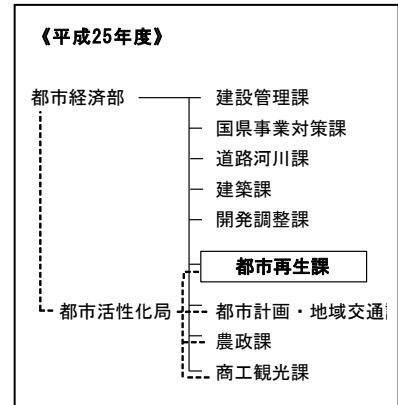 《平成25年度》
都市経済部
建設管理課
国県事業対策課
道路河川課
建築課
開発調整課
都市再生課
都市活性化局
都市計画・地域交通
農政課
商工観光課